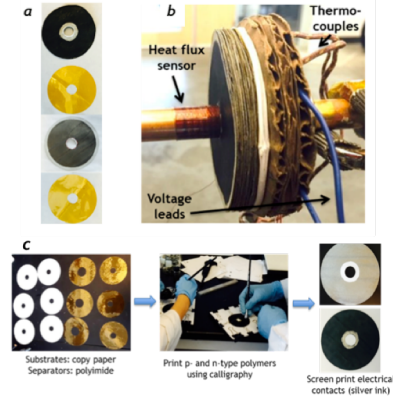 a
b
Heat flux
sensor
Thermo-
couples
Voltage
leads
c
Substrates: copy paper
Separators: polyimide
Print p- and n-type polymers
using calligraphy
Screen print electrical
contacts (silver ink)